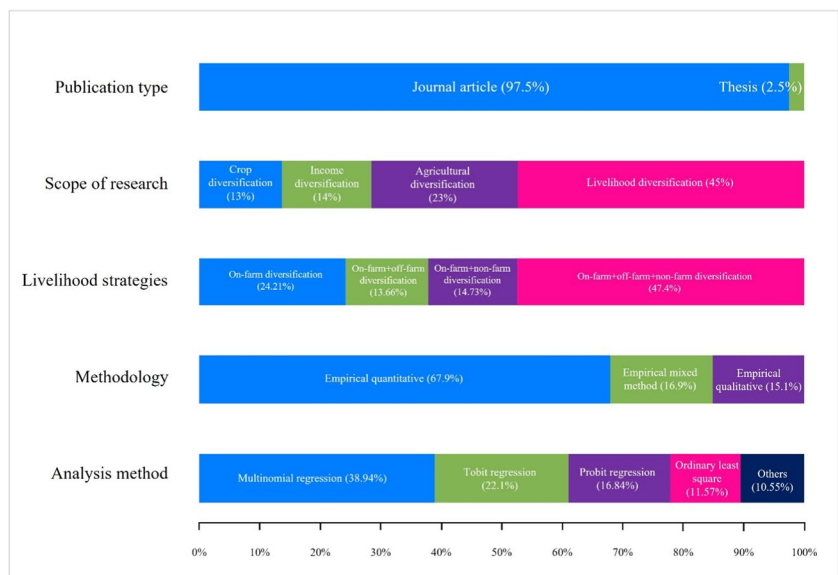 Publication type
Journal article (97.5%)
Thesis (2.5%)
Scope of research
Crop
diversification
(13%)
Income
diversification
(14%)
Agricultural
diversification
(23%)
Livelihood diversification (45%)
Livelihood strategies
On-farm diversification
(24.21%)
On-farm+off-farm
diversification
(13.66%)
On-farm+non-farm
diversification
(14.73%)
On-farm+off-farm+non-farm diversification
(47.4%)
Methodology
Empirical quantitative (67.9%)
Empirical mixed
method (16.9%)
Empirical
qualitative (15.1%)
Analysis method
Multinomial regression (38.94%)
Tobit regression
(22.1%)
Probit regression
(16.84%)
Ordinary least
square
(11.57%)
Others
(10.55%)
0% 10% 20% 30% 40% 50% 60% 70% 80% 90% 100%